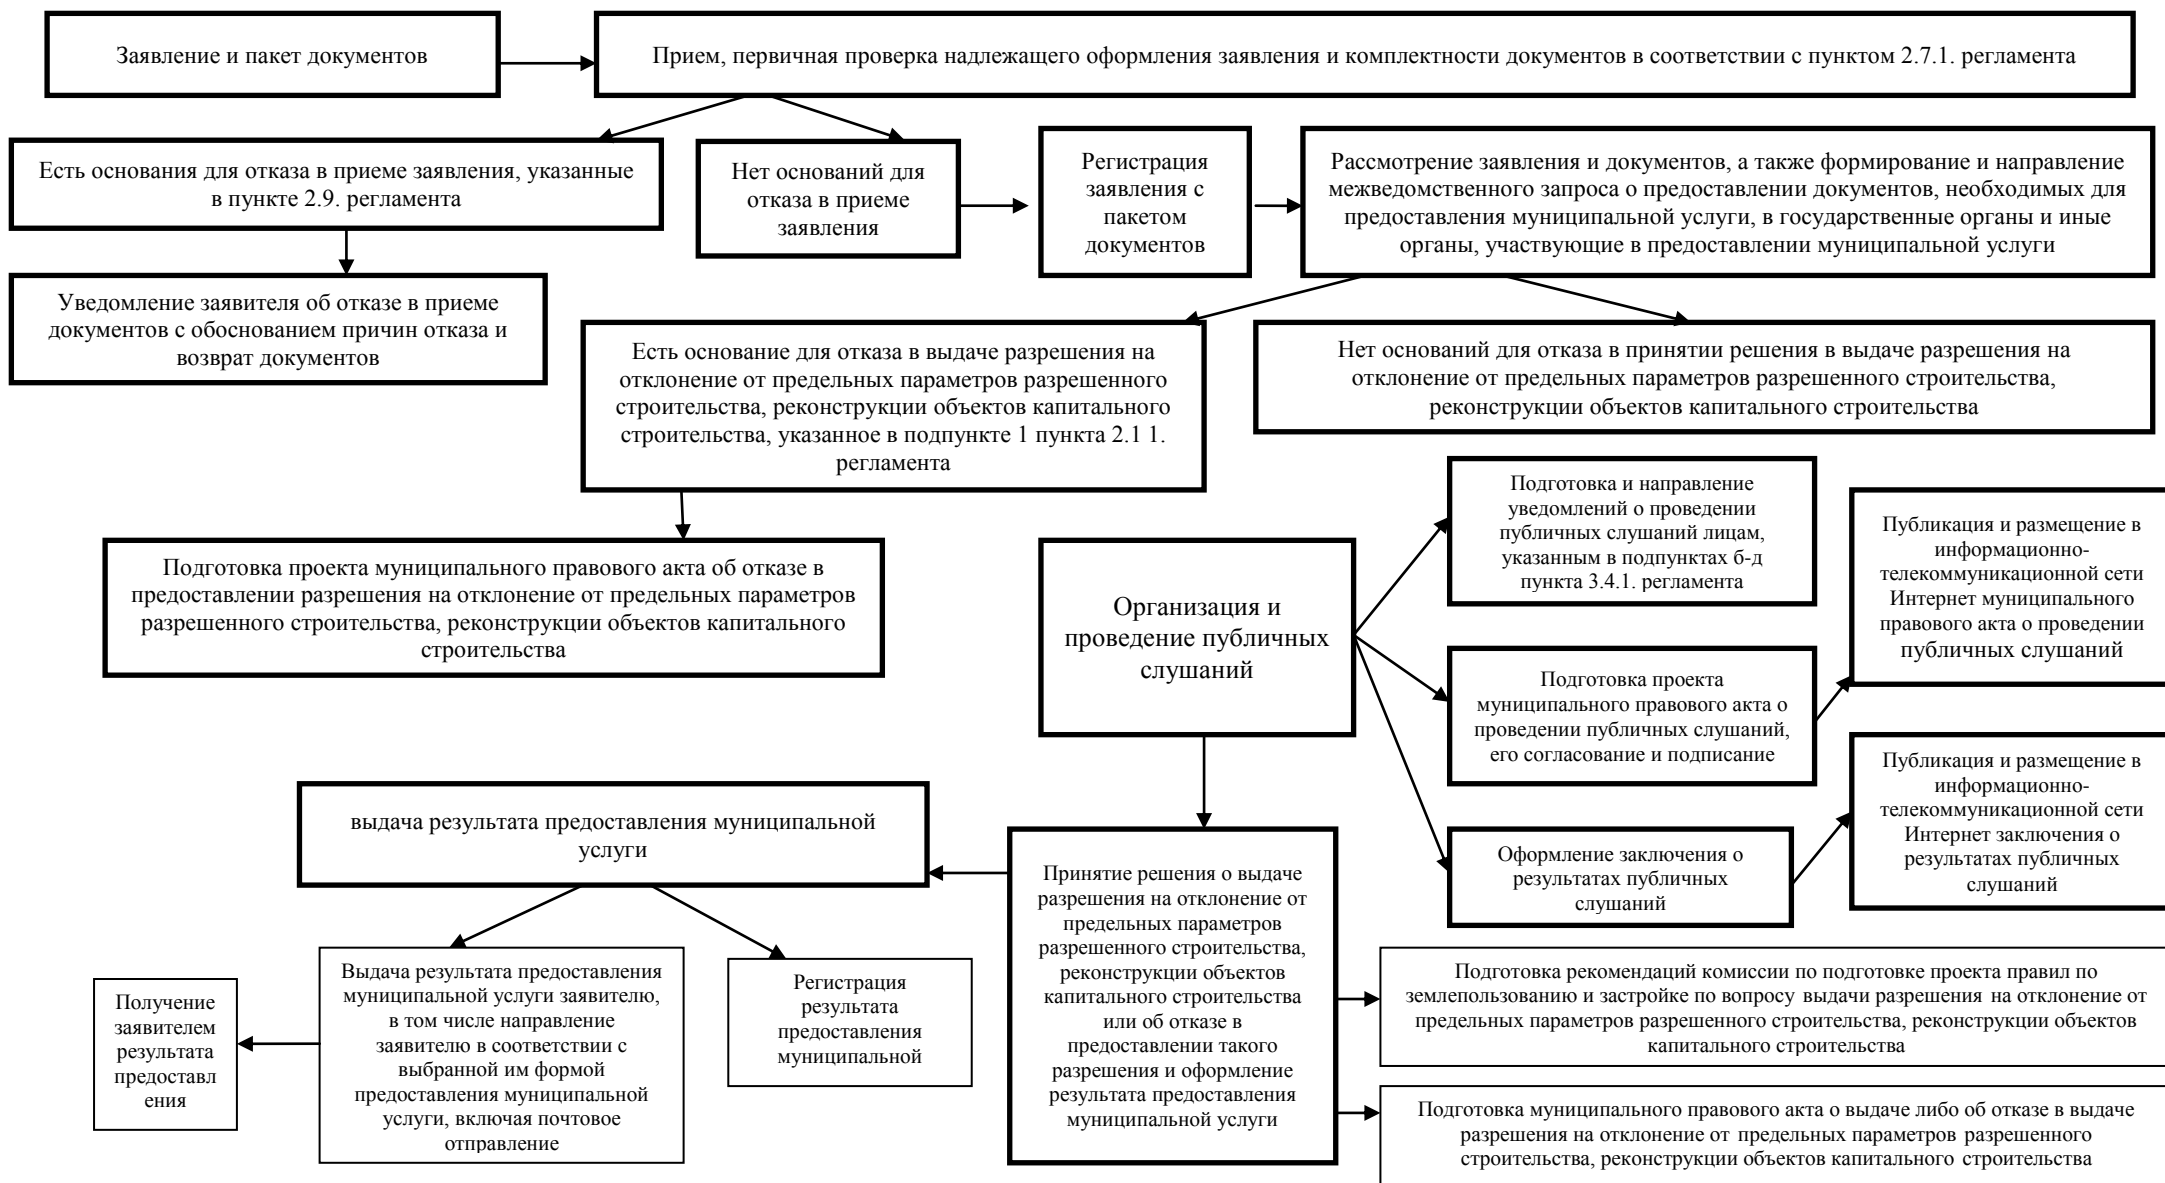 Заявление и пакет документов
Прием, первичная проверка надлежащего оформления заявления и комплектности документов в соответствии с пунктом 2.7.1. регламента
Есть основания для отказа в приеме заявления, указанные
в пункте 2.9. регламента
Нет оснований для
отказа в приеме
заявления
Регистрация
заявления с
пакетом
документов
Рассмотрение заявления и документов, а также формирование и направление
межведомственного запроса о предоставлении документов, необходимых для
предоставления муниципальной услуги, в государственные органы и иные
органы, участвующие в предоставлении муниципальной услуги
Уведомление заявителя об отказе в приеме
документов с обоснованием причин отказа и
возврат документов
Есть основание для отказа в выдаче разрешения на
отклонение от предельных параметров разрешенного
строительства, реконструкции объектов капитального
строительства, указанное в подпункте 1 пункта 2.1 1.
регламента
Нет оснований для отказа в принятии решения в выдаче разрешения на
отклонение от предельных параметров разрешенного строительства,
реконструкции объектов капитального строительства
Подготовка проекта муниципального правового акта об отказе в
предоставлении разрешения на отклонение от предельных параметров
разрешенного строительства, реконструкции объектов капитального
строительства
Организация и
проведение публичных
слушаний
Подготовка и направление
уведомлений о проведении
публичных слушаний лицам,
указанным в подпунктах б-д
пункта 3.4.1. регламента
Публикация и размещение в
информационно-
телекоммуникационной сети
Интернет муниципального
правового акта о проведении
публичных слушаний
Подготовка проекта
муниципального правового акта о
проведении публичных слушаний,
его согласование и подписание
Публикация и размещение в
информационно-
телекоммуникационной сети
Интернет заключения о
результатах публичных
слушаний
Оформление заключения о
результатах публичных
слушаний
выдача результата предоставления муниципальной
услуги
Принятие решения о выдаче
разрешения на отклонение от
предельных параметров
разрешенного строительства,
реконструкции объектов
капитального строительства
или об отказе в
предоставлении такого
разрешения и оформление
результата предоставления
муниципальной услуги
Получение
заявителем
результата
предоставл
ения
Выдача результата предоставления
муниципальной услуги заявителю,
в том числе направление
заявителю в соответствии с
выбранной им формой
предоставления муниципальной
услуги, включая почтовое
отправление
Регистрация
результата
предоставления
муниципальной
Подготовка рекомендаций комиссии по подготовке проекта правил по
землепользованию и застройке по вопросу выдачи разрешения на отклонение от
предельных параметров разрешенного строительства, реконструкции объектов
капитального строительства
Подготовка муниципального правового акта о выдаче либо об отказе в выдаче
разрешения на отклонение от предельных параметров разрешенного
строительства, реконструкции объектов капитального строительства